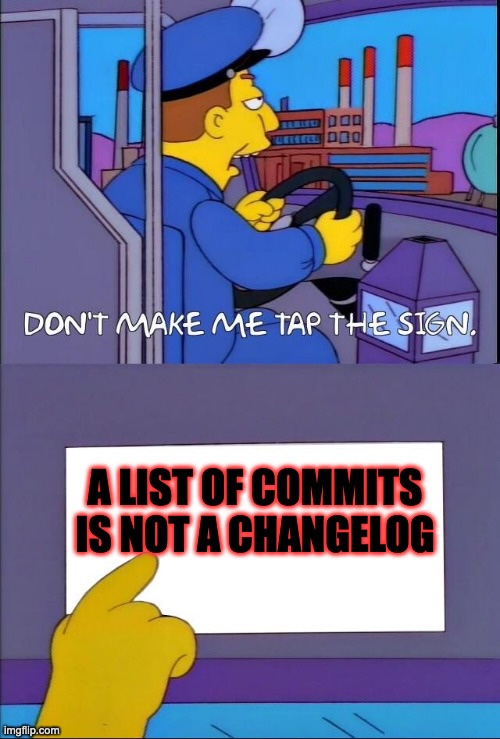 DON'T MAKE ME TAP THE SIGN.
A LIST OF COMMITS
IS NOT A CHANGELOG
imgflip.com